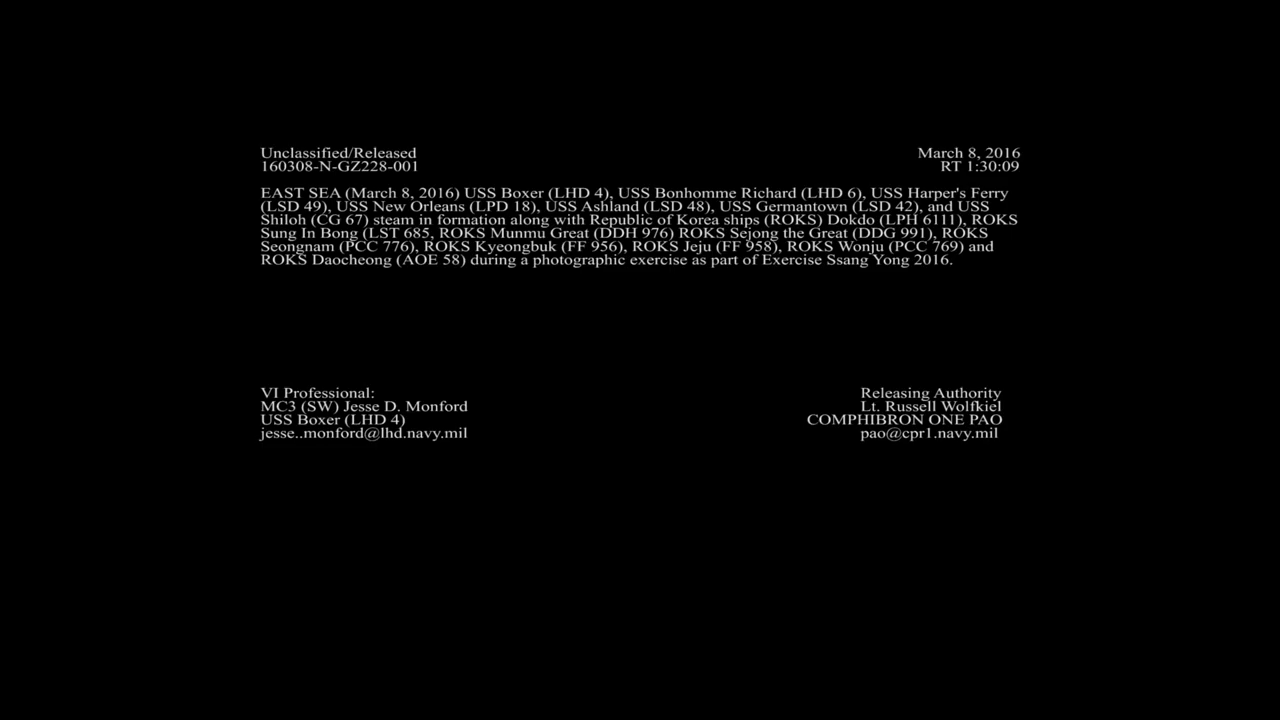 Unclassified/Released
March 8, 2016
160308-N-GZ228-001
RT 1:30:09
EAST SEA (March 8, 2016) USS Boxer (LHD 4), USS Bonhomme Richard (LHD 6), USS Harper's Ferry
(LSD 49), USS New Orleans (LPD 18), USS Ashland (LSD 48), USS Germantown (LSD 42), and USS
Shiloh (CG 67) steam in formation along with Republic of Korea ships (ROKS) Dokdo (LPH 6111), ROKS
Sung In Bong (LST 685, ROKS Munmu Great (DDH 976) ROKS Sejong the Great (DDG 991), ROKS
Seongnam (PCC 776), ROKS Kyeongbuk (FF 956), ROKS Jeju (FF 958), ROKS Wonju (PCC 769) and
ROKS Daocheong (AOE 58) during a photographic exercise as part of Exercise Ssang Yong 2016.
VI Professional:
MC3 (SW) Jesse D. Monford
USS Boxer (LHD 4)
jesse..monford@lhd.navy.mil
Releasing Authority
Lt. Russell Wolfkiel
COMPHIBRON ONE PAO
pao@cpr1.navy.mil